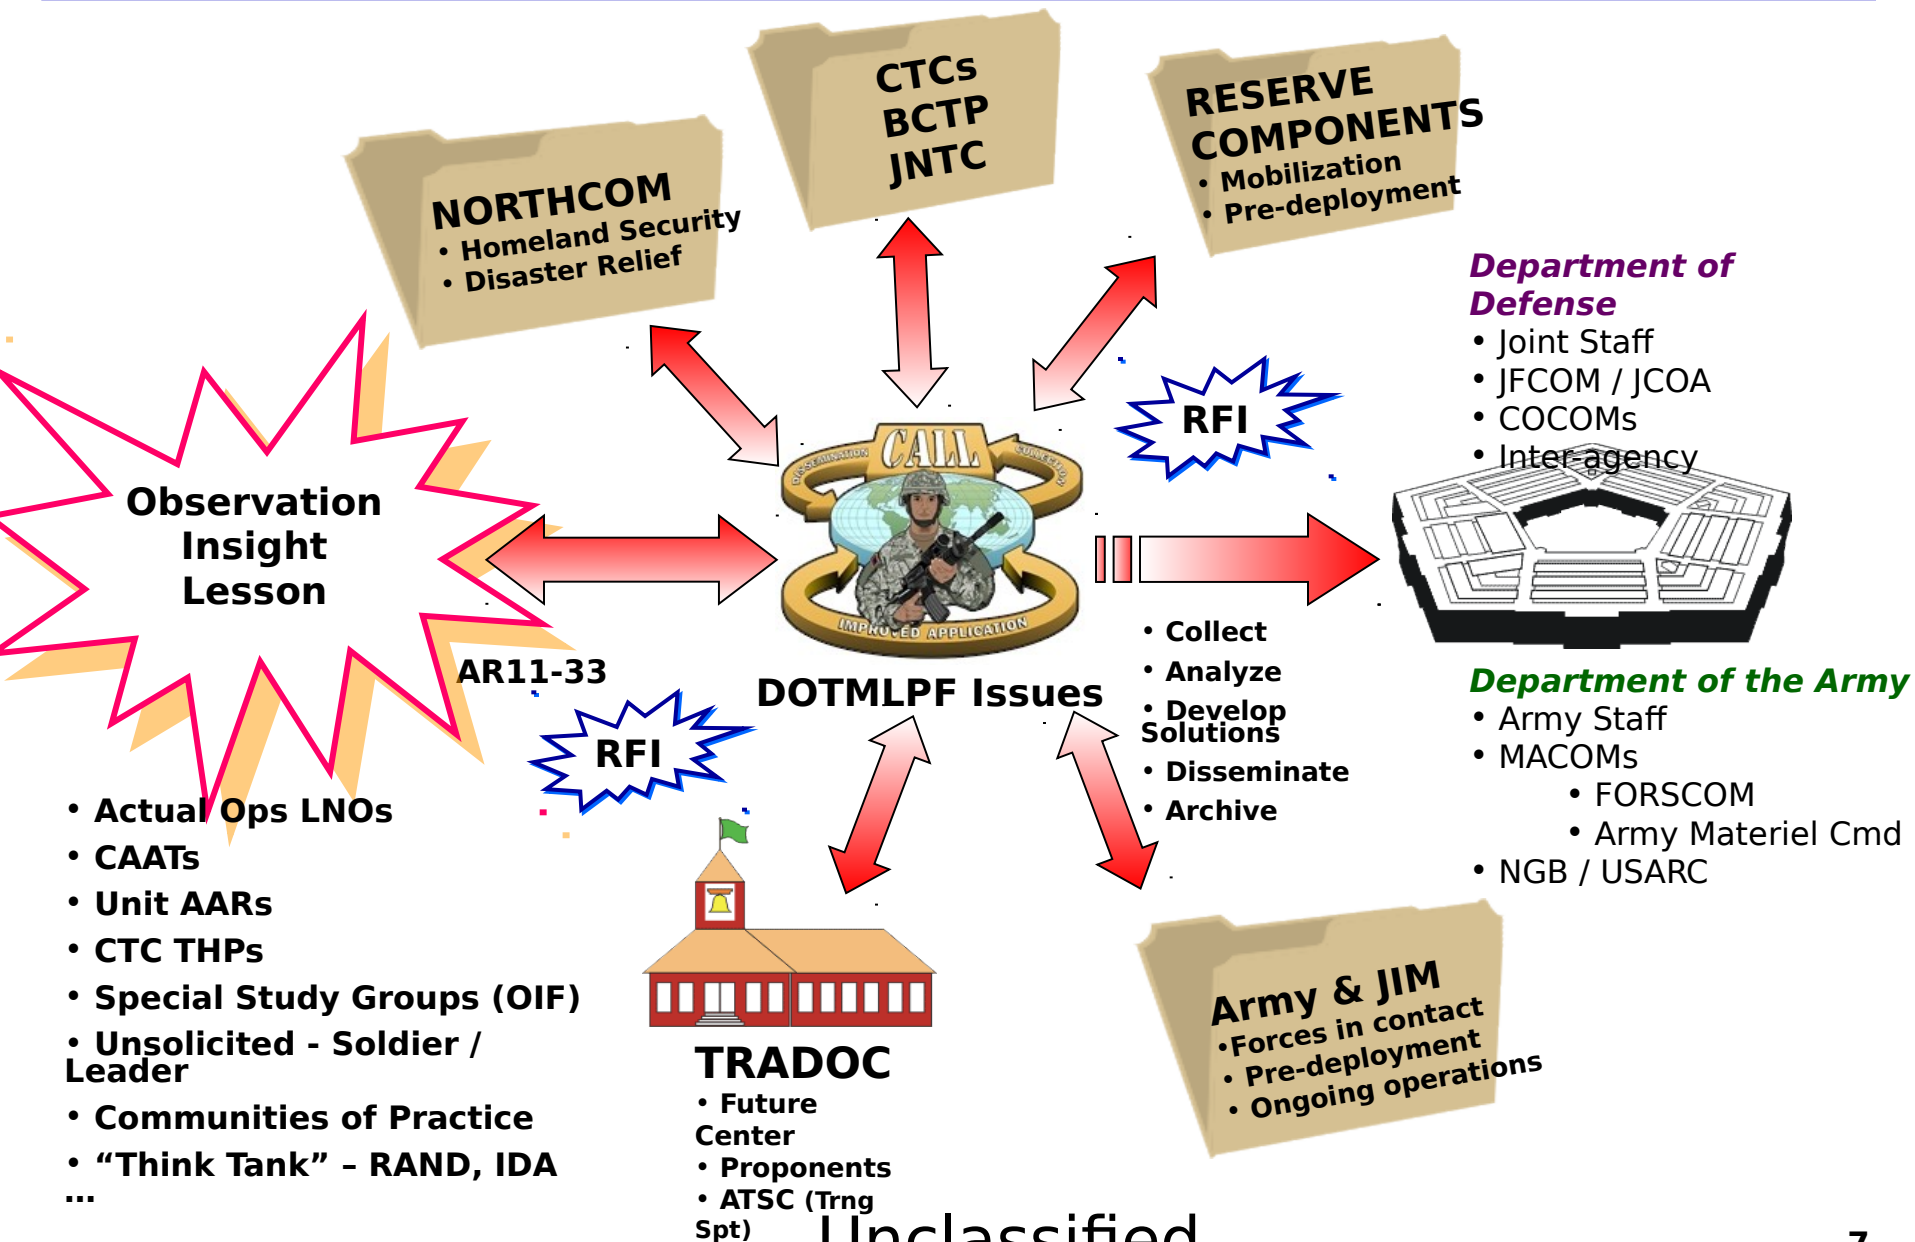 CTCs
BCTP
JNTC
RESERVE
COMPONENTS
• Mobilization
• Pre-deployment
NORTHCOM
• Homeland Security
• Disaster Relief
Department of
Defense
• Joint Staff
• JFCOM / JCOA
• COCOMs
• Inter-agency
RFI
CALL
DISSEMINATION
COLLECTION
IMPROVED APPLICATION
Observation
Insight
Lesson
AR11-33
DOTMLPF Issues
• Collect
• Analyze
• Develop
Solutions
• Disseminate
• Archive
Department of the Army
• Army Staff
• MACOMs
• FORSCOM
• Army Materiel Cmd
• NGB / USARC
RFI
• Actual Ops LNOs
• CAATs
• Unit AARs
• CTC THPs
• Special Study Groups (OIF)
• Unsolicited - Soldier /
Leader
• Communities of Practice
• “Think Tank” – RAND, IDA
...
TRADOC
• Future
Center
• Proponents
• ATSC (Trng
Spt)
Army & JIM
•Forces in contact
• Pre-deployment
• Ongoing operations
Unclassified
7